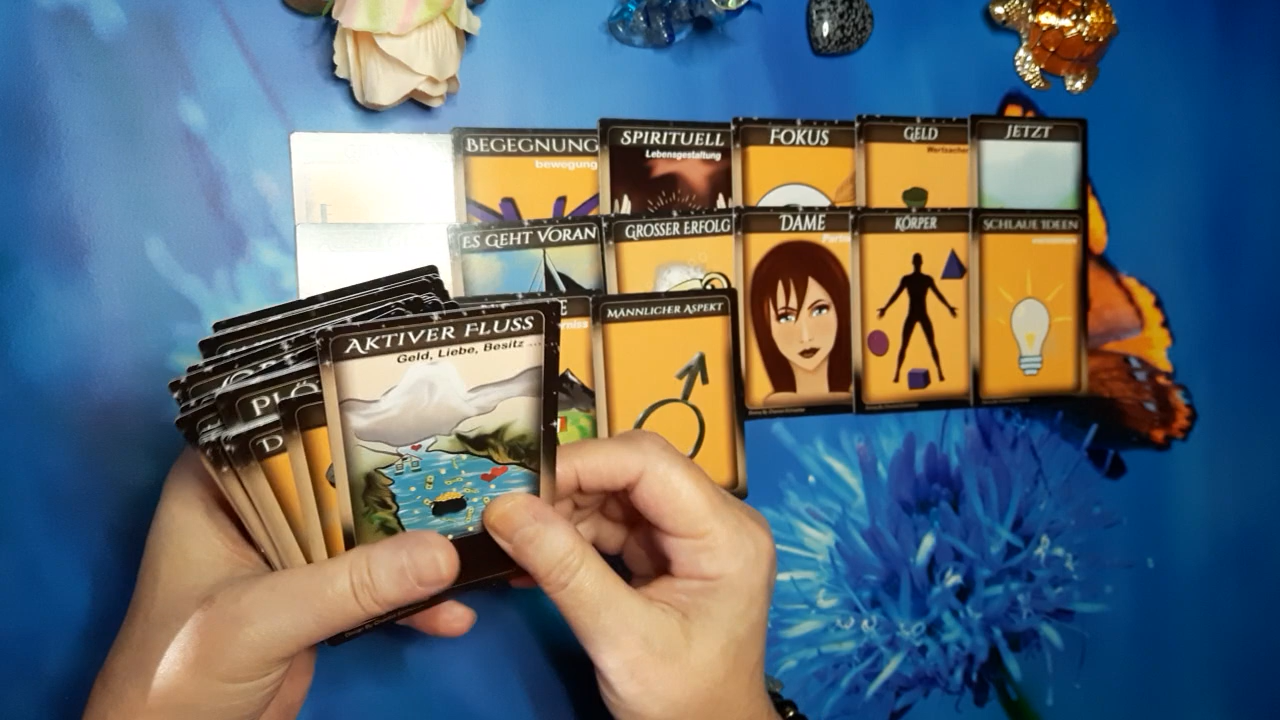 BEGEGNUNG
bewegung
SPIRITUELL
Lebensgestaltung
FOKUS
GELD
Wertsachen
JETZT
ES GEHT VORAN
GROSSER ERFOLG
DAME
KÖRPER
SCHLAUE IDEEN
MÄNNLICHER ASPEKT
AKTIVER FLUSS
Geld, Liebe, Besitz ...